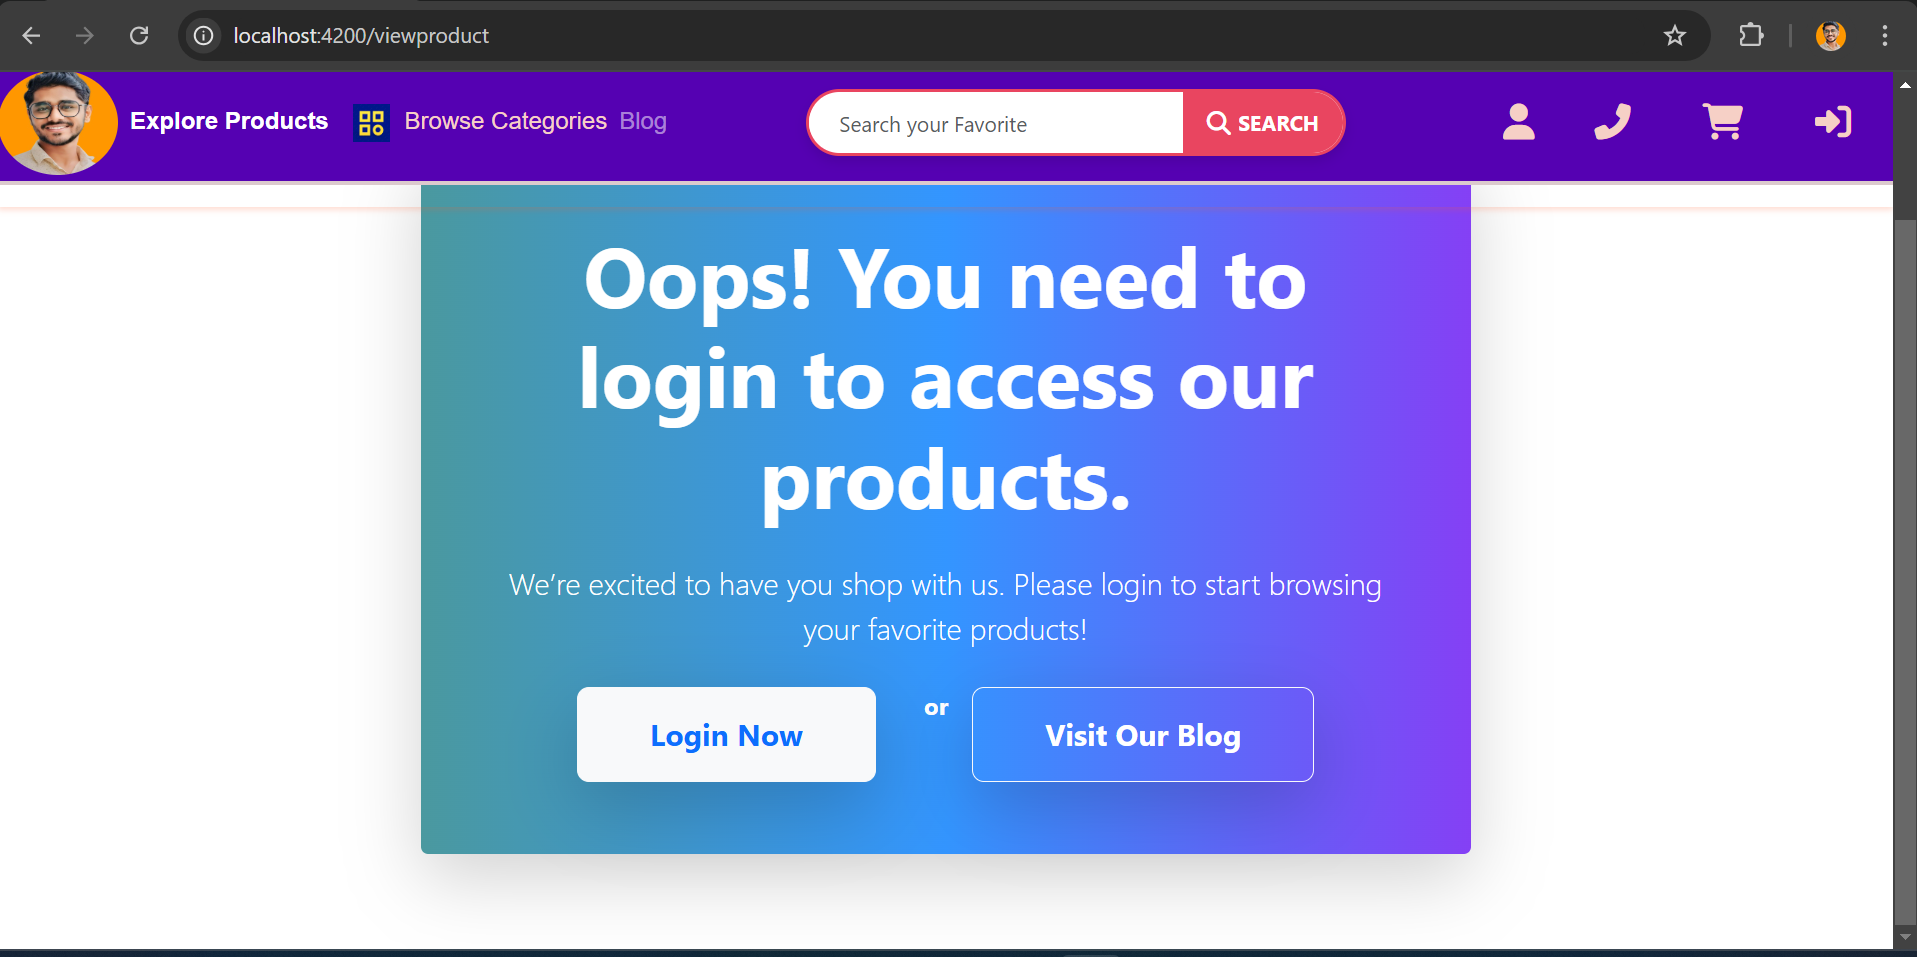 localhost:4200/viewproduct
Explore Products Browse Categories Blog
Search your Favorite
SEARCH
Oops! You need to
login to access our
products.
We’re excited to have you shop with us. Please login to start browsing
your favorite products!
Login Now
or
Visit Our Blog